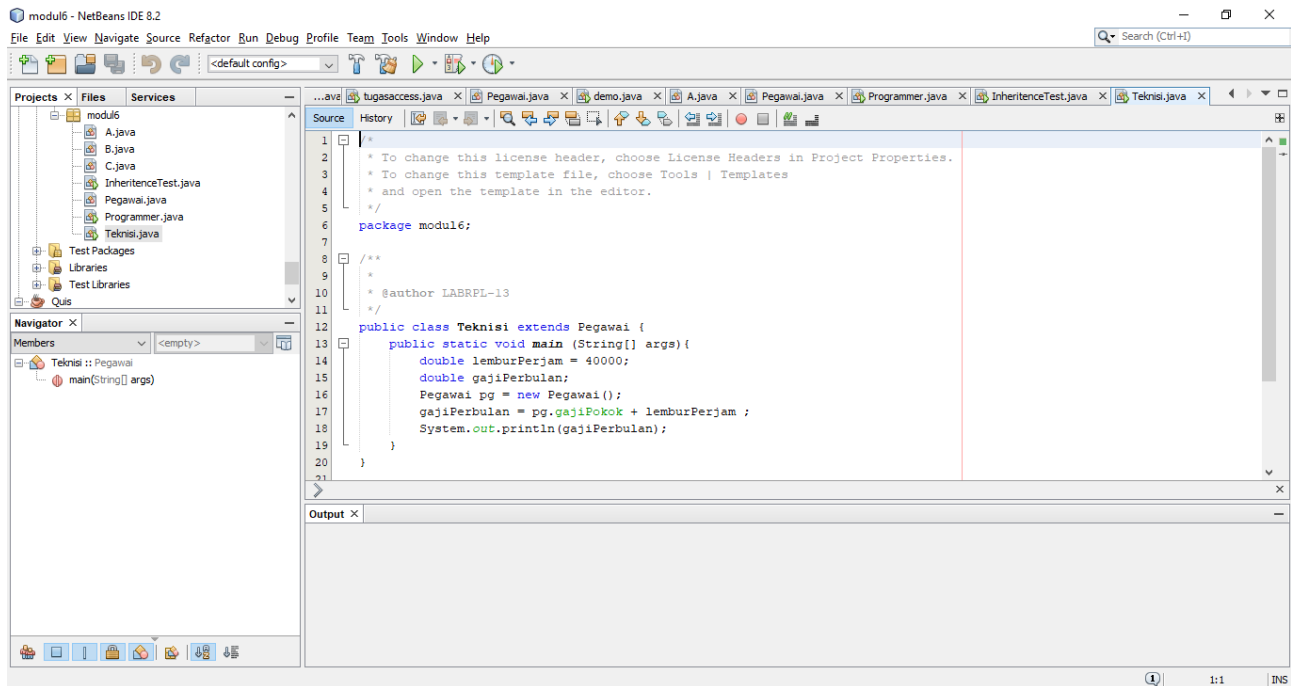 modul6 - NetBeans IDE 8.2
File Edit View Navigate Source Refactor Run Debug Profile Team Tools Window Help
Search (Ctrl+I)
<default config>
Projects Files Services
modul6
A.java
B.java
C.java
InheritenceTest.java
Pegawai.java
Programmer.java
Teknisi.java
Test Packages
Libraries
Test Libraries
Quis
Navigator
Members <empty>
Teknisi :: Pegawai
main(String[] args)
...ava tugasaccess.java Pegawai.java demo.java A.java Pegawai.java Programmer.java InheritenceTest.java Teknisi.java
Source History
1 /*
2 * To change this license header, choose License Headers in Project Properties.
3 * To change this template file, choose Tools | Templates
4 * and open the template in the editor.
5 */
6 package modul6;
7
8 /**
9 *
10 * @author LABRPL-13
11 */
12 public class Teknisi extends Pegawai {
13 public static void main (String[] args){
14 double lemburPerjam = 40000;
15 double gajiPerbulan;
16 Pegawai pg = new Pegawai();
17 gajiPerbulan = pg.gajiPokok + lemburPerjam ;
18 System.out.println(gajiPerbulan);
19 }
20 }
21
Output
1 1:1 INS